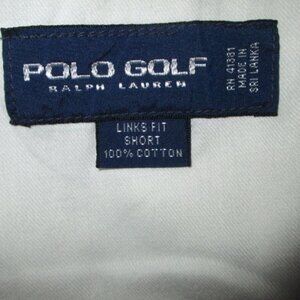 POLO GOLF
RALPH LAUREN
RN 41381
MADE IN
SRI LANKA
LINKS FIT
SHORT
100% COTTON